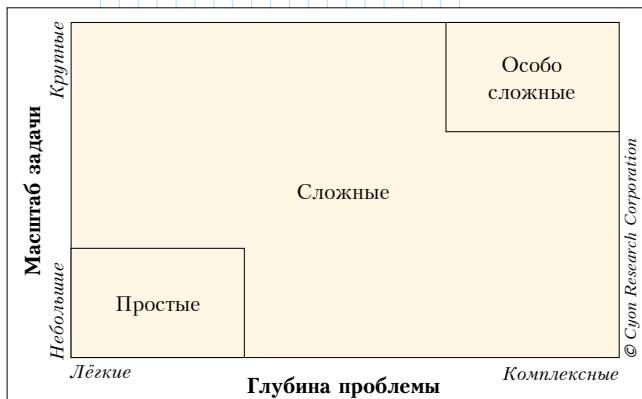 Крупные
Особо
сложные
Масштаб задачи
Сложные
Небольшие
Простые
© Cyon Research Corporation
Лёгкие
Комплексные
Глубина проблемы